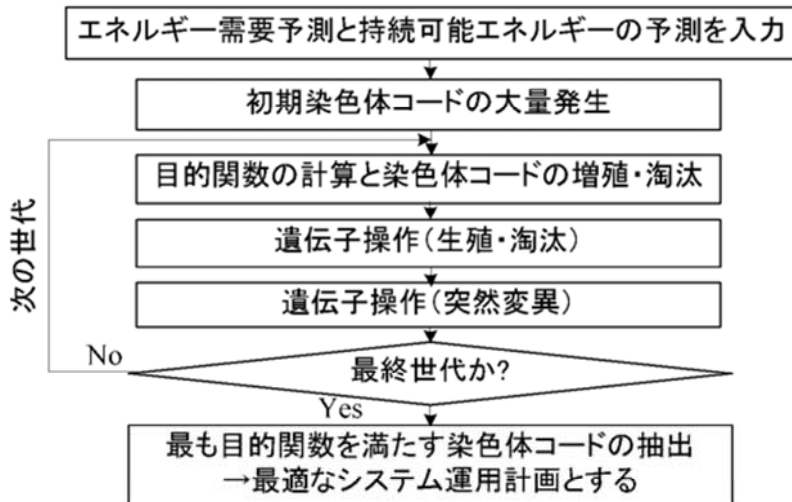 エネルギー需要予測と持続可能エネルギーの予測を入力
初期染色体コードの大量発生
目的関数の計算と染色体コードの増殖・淘汰
遺伝子操作(生殖・淘汰)
遺伝子操作(突然変異)
次の世代
No
最終世代か?
Yes
最も目的関数を満たす染色体コードの抽出
→最適なシステム運用計画とする